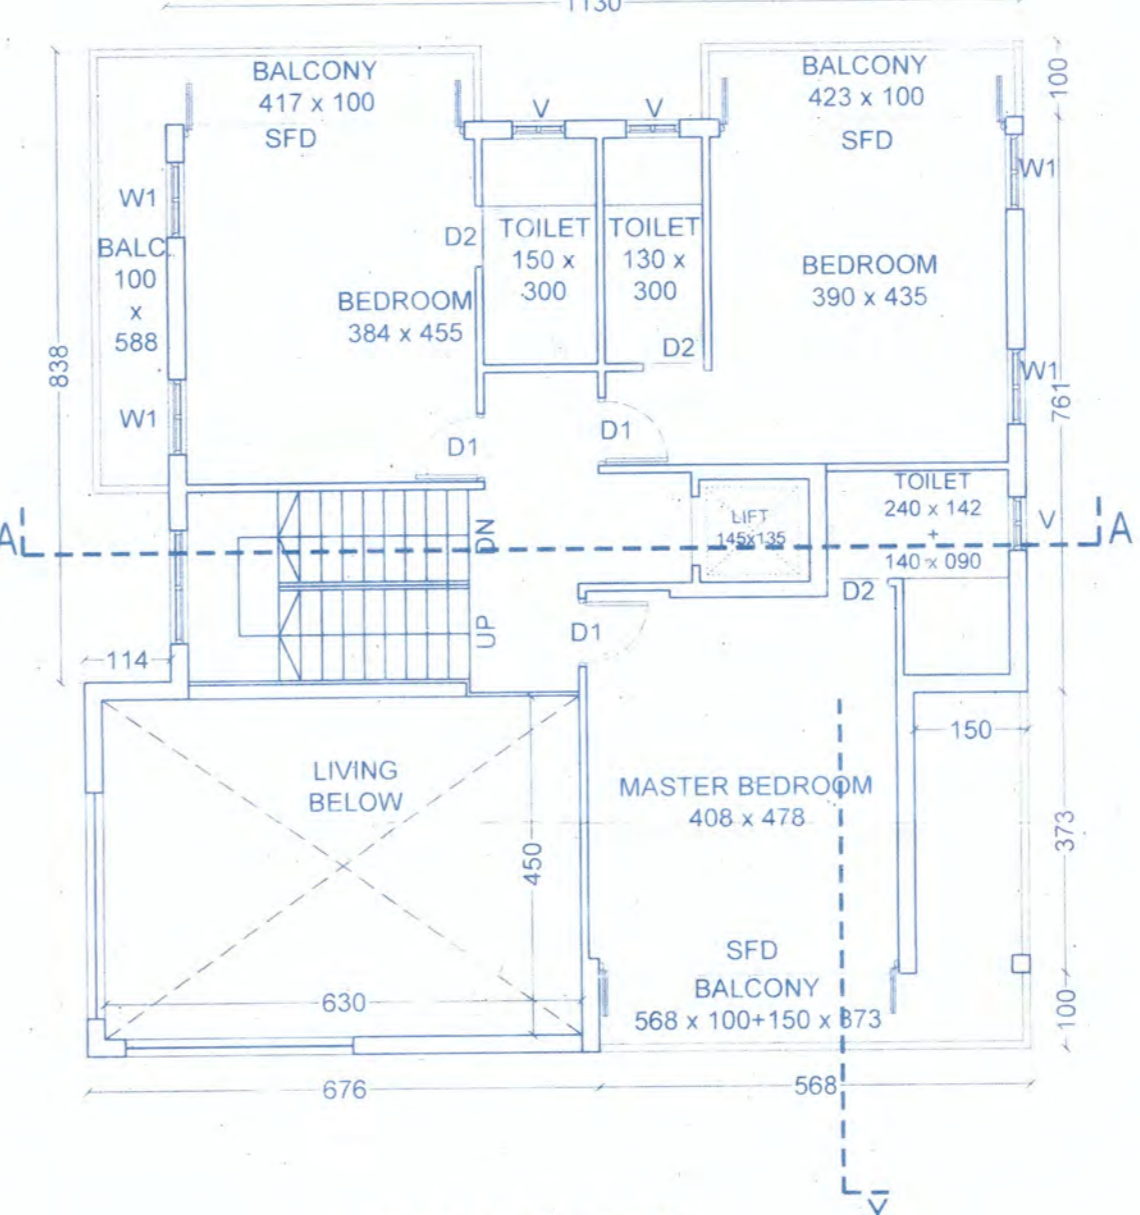 1130
BALCONY
417 x 100
SFD
BALCONY
423 x 100
SFD
100
V
V
W1
W1
BALC.
100
x
588
D2
TOILET
150 x
300
TOILET
130 x
300
BEDROOM
390 x 435
BEDROOM
384 x 455
D2
838
W1
W1
761
D1
D1
TOILET
240 x 142
+
140 x 090
LIFT
145x135
V
A
A
DN
UP
D2
D1
114
150
LIVING
BELOW
MASTER BEDROOM
408 x 478
450
373
SFD
BALCONY
568 x 100+150 x 373
630
100
676
568